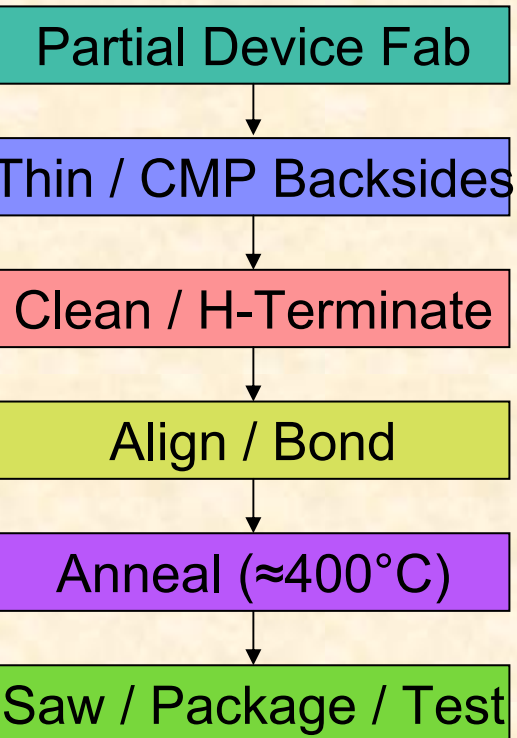 Partial Device Fab
Thin / CMP Backsides
Clean / H-Terminate
Align / Bond
Anneal (≈400°C)
Saw / Package / Test